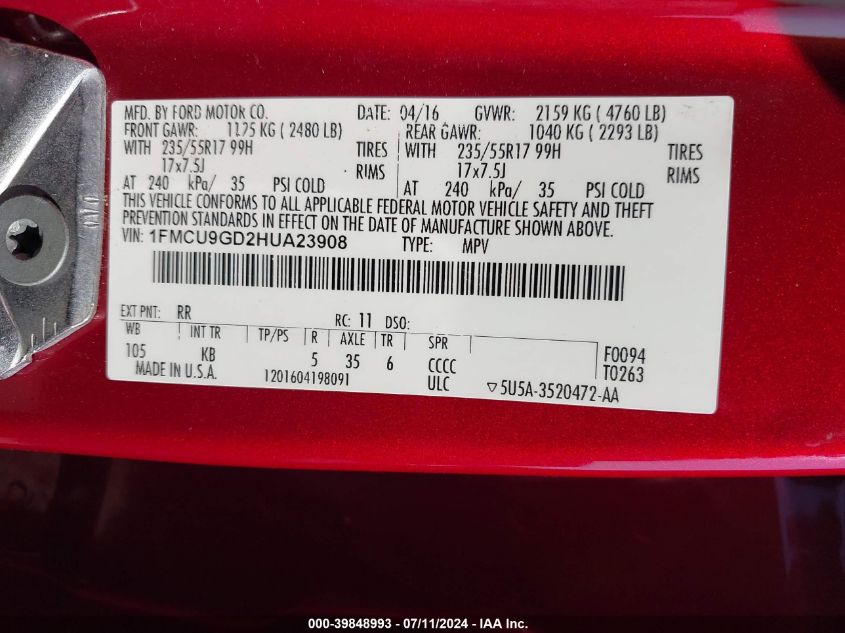 MFD. BY FORD MOTOR CO. DATE: 04/16 GVWR: 2159 KG ( 4760 LB)
FRONT GAWR: 1125 KG ( 2480 LB) REAR GAWR: 1040 KG ( 2293 LB)
WITH 235/55R17 99H TIRES WITH 235/55R17 99H TIRES
17x7.5J RIMS 17x7.5J RIMS
AT 240 kPa/ 35 PSI COLD AT 240 kPa/ 35 PSI COLD
THIS VEHICLE CONFORMS TO ALL APPLICABLE FEDERAL MOTOR VEHICLE SAFETY AND THEFT
PREVENTION STANDARDS IN EFFECT ON THE DATE OF MANUFACTURE SHOWN ABOVE.
VIN: 1FMCU9GD2HUA23908 TYPE: MPV
EXT PNT: RR RC: 11 DSO:
WB INT TR TP/PS R AXLE TR SPR F0094
105 KB 5 35 6 CCCC T0263
MADE IN U.S.A. 1201604198091 ULC ▽5U5A-3520472-AA
000-39848993 - 07/11/2024 - IAA Inc.